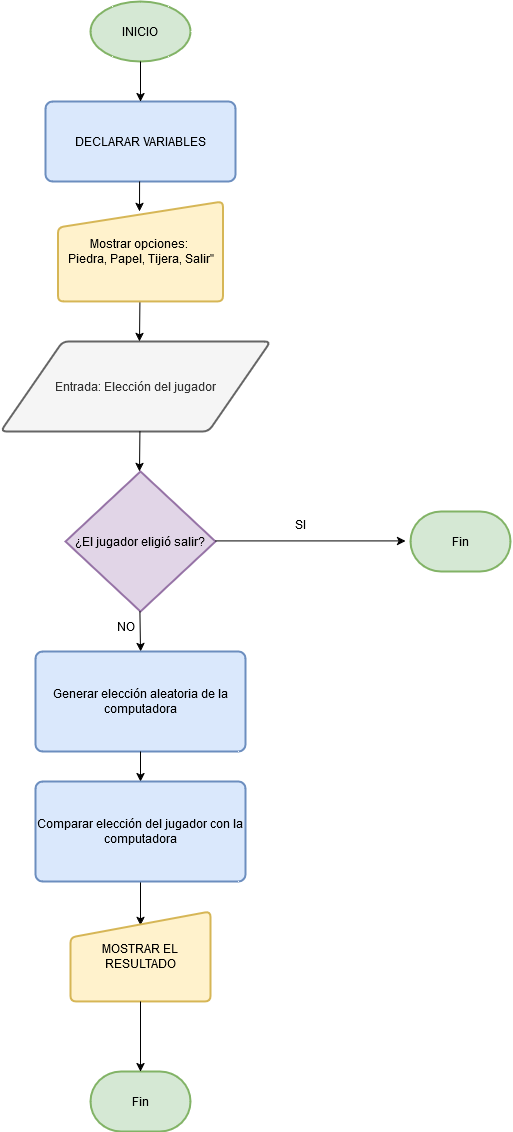 INICIO
DECLARAR VARIABLES
Mostrar opciones:
Piedra, Papel, Tijera, Salir"
Entrada: Elección del jugador
¿El jugador eligió salir?
SI
Fin
NO
Generar elección aleatoria de la
computadora
Comparar elección del jugador con la
computadora
MOSTRAR EL
RESULTADO
Fin